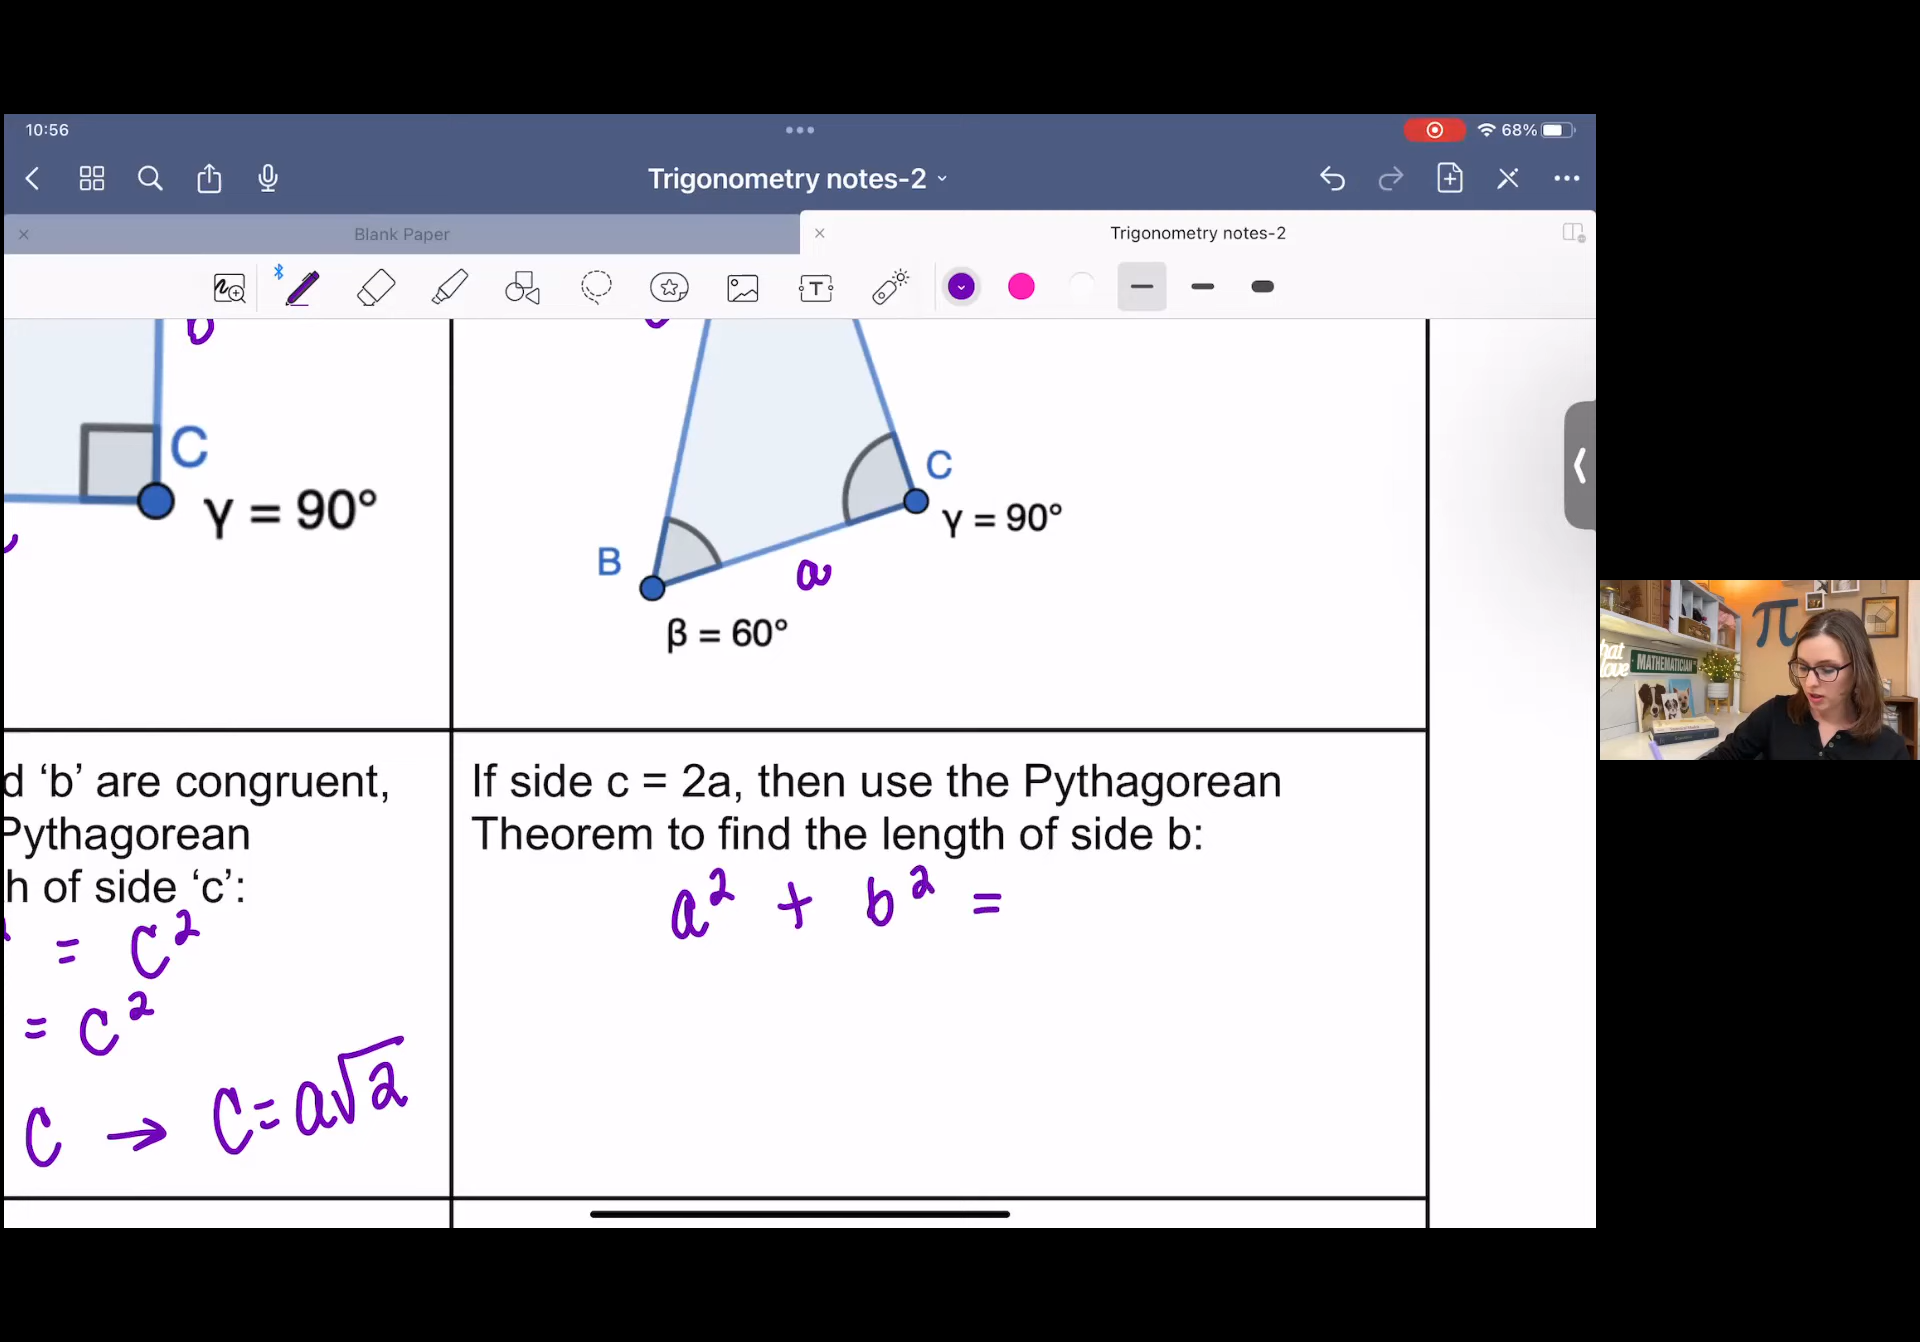 10:56
68%
Trigonometry notes-2
Blank Paper
Trigonometry notes-2
T
b
C
γ = 90°
C
γ = 90°
B
a
β = 60°
d ‘b’ are congruent,
Pythagorean
h of side ‘c’:
= c²
= c²
c → c = a√2
If side c = 2a, then use the Pythagorean
Theorem to find the length of side b:
a² + b² =
π
MATHEMATICIAN